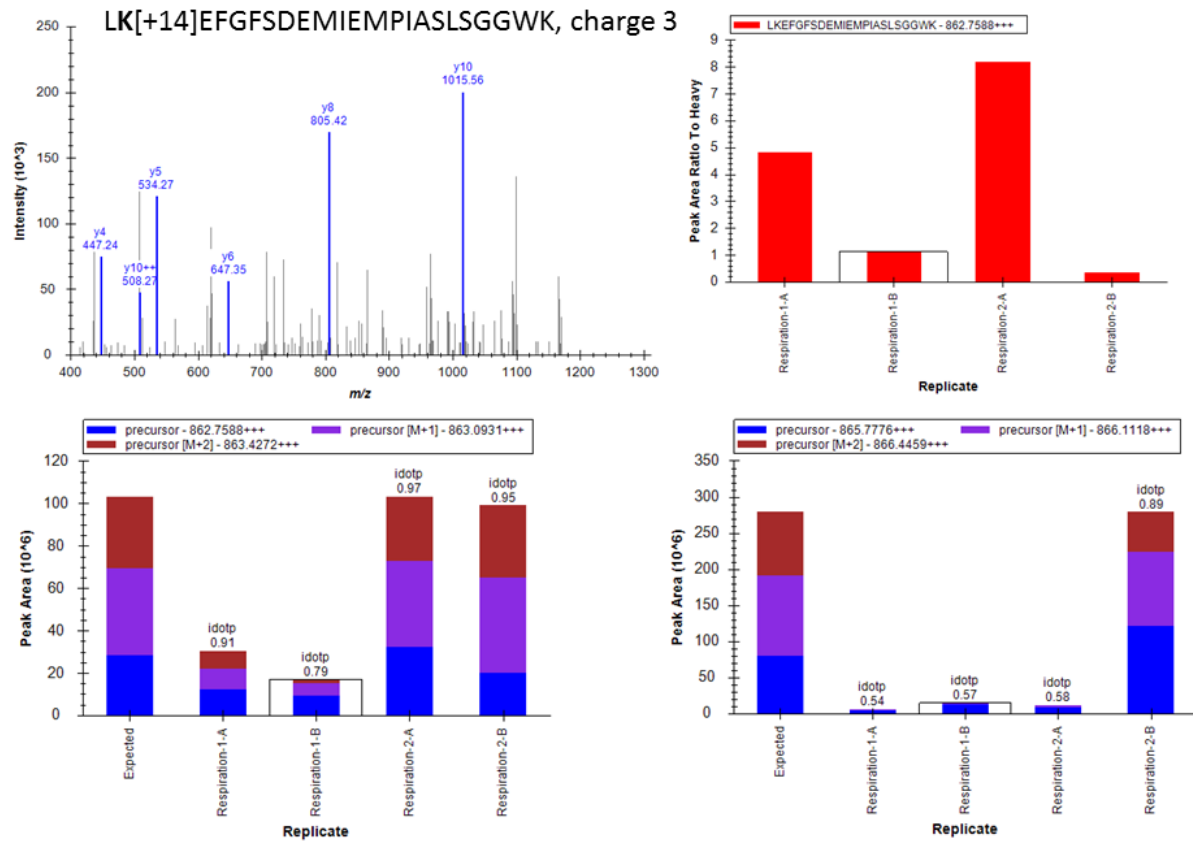 LK[+14]EFGFSDEMIEMPIASLSGGWK, charge 3
250
200
150
100
50
0
Intensity (10^3)
y10
1015.56
y8
805.42
y5
534.27
y4
447.24
y10++
508.27
y6
647.35
400 500 600 700 800 900 1000 1100 1200 1300
m/z
LKEFGFSDEMIEMPIASLSGGWK - 862.7588+++
9
8
7
6
5
4
3
2
1
0
Peak Area Ratio To Heavy
Respiration-1-A
Respiration-1-B
Respiration-2-A
Respiration-2-B
Replicate
precursor - 862.7588+++ precursor [M+1] - 863.0931+++
precursor [M+2] - 863.4272+++
120
100
80
60
40
20
0
Peak Area (10^6)
idotp
0.91
idotp
0.79
idotp
0.97
idotp
0.95
Expected
Respiration-1-A
Respiration-1-B
Respiration-2-A
Respiration-2-B
Replicate
precursor - 865.7776+++ precursor [M+1] - 866.1118+++
precursor [M+2] - 866.4459+++
350
300
250
200
150
100
50
0
Peak Area (10^6)
idotp
0.54
idotp
0.57
idotp
0.58
idotp
0.89
Expected
Respiration-1-A
Respiration-1-B
Respiration-2-A
Respiration-2-B
Replicate